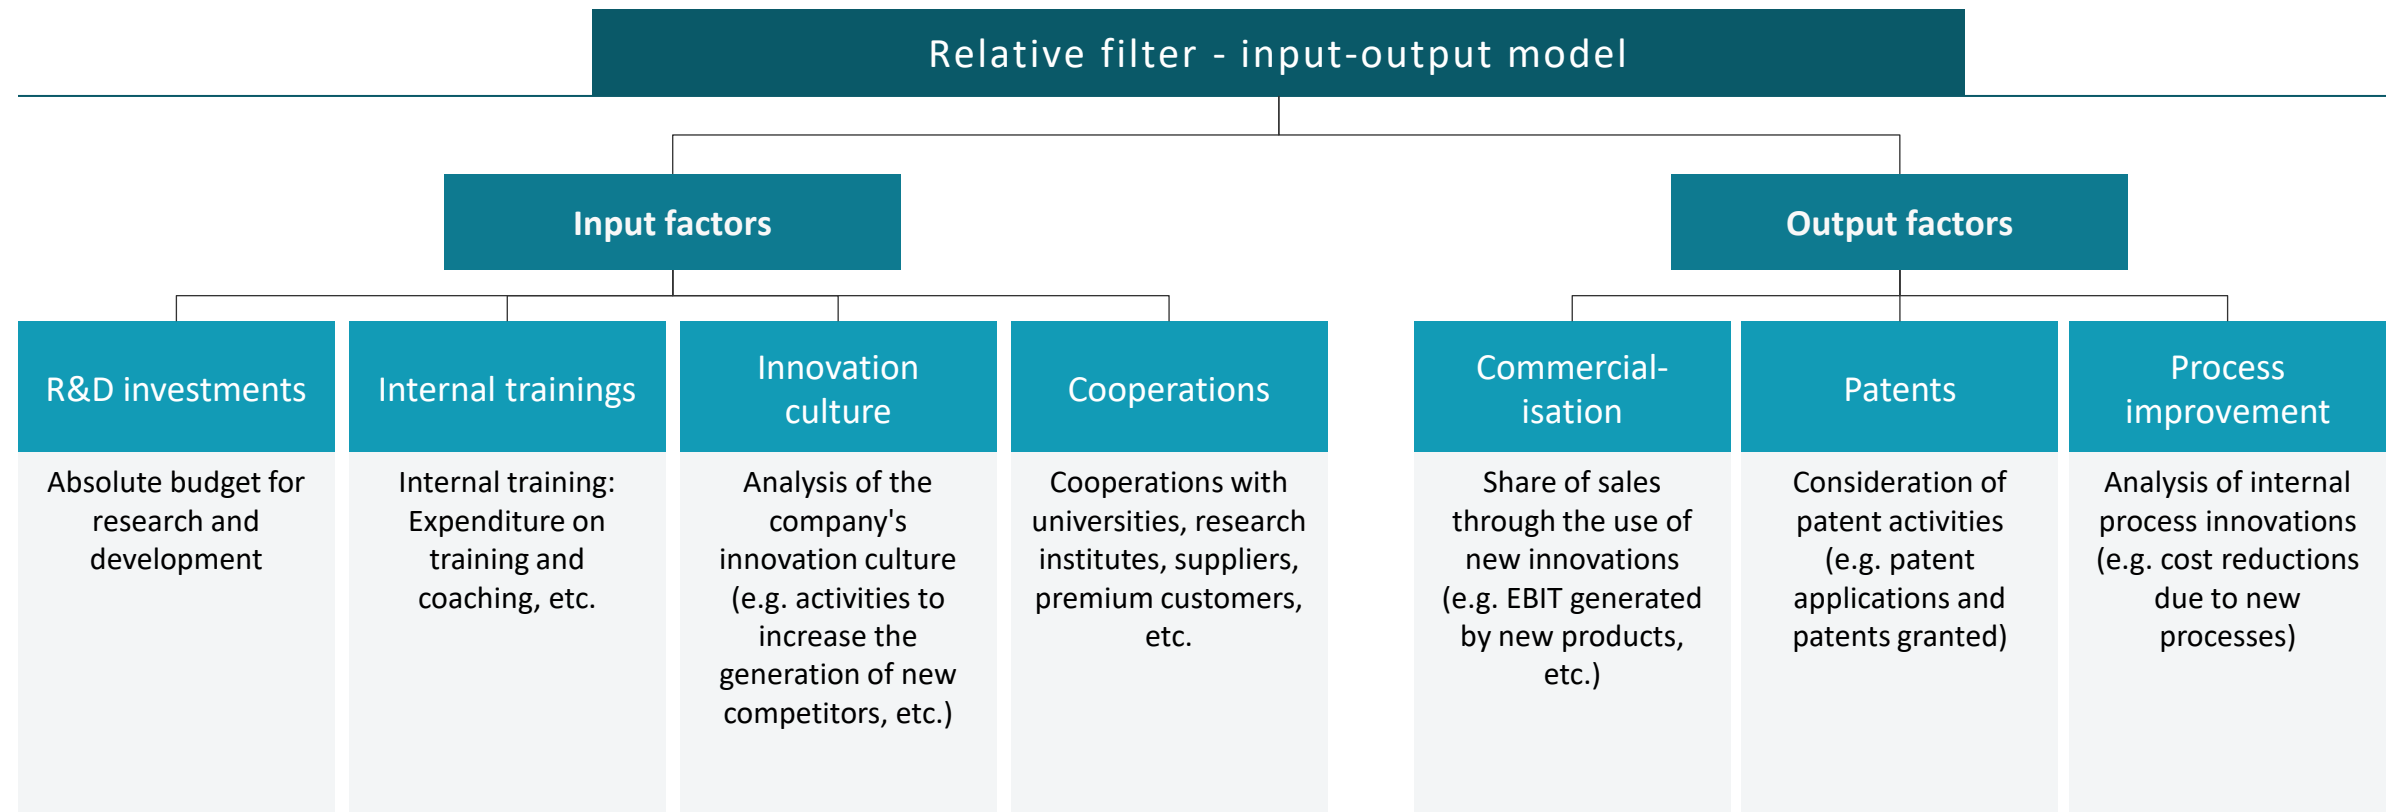 Relative filter - input-output model
Input factors
Output factors
R&D investments
Internal trainings
Innovation
culture
Cooperations
Commercial-
isation
Patents
Process
improvement
Absolute budget for
research and
development
Internal training:
Expenditure on
training and
coaching, etc.
Analysis of the
company's
innovation culture
(e.g. activities to
increase the
generation of new
competitors, etc.)
Cooperations with
universities, research
institutes, suppliers,
premium customers,
etc.
Share of sales
through the use of
new innovations
(e.g. EBIT generated
by new products,
etc.)
Consideration of
patent activities
(e.g. patent
applications and
patents granted)
Analysis of internal
process innovations
(e.g. cost reductions
due to new
processes)